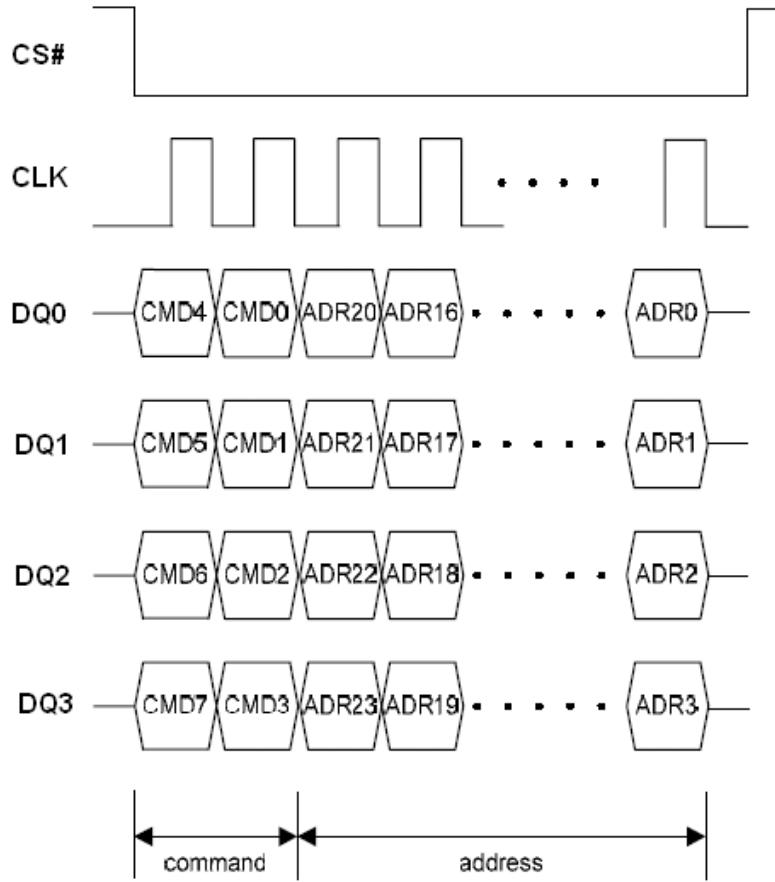 CS#
CLK
DQ0 CMD4 CMD0 ADR20 ADR16 ADR0
DQ1 CMD5 CMD1 ADR21 ADR17 ADR1
DQ2 CMD6 CMD2 ADR22 ADR18 ADR2
DQ3 CMD7 CMD3 ADR23 ADR19 ADR3
command address